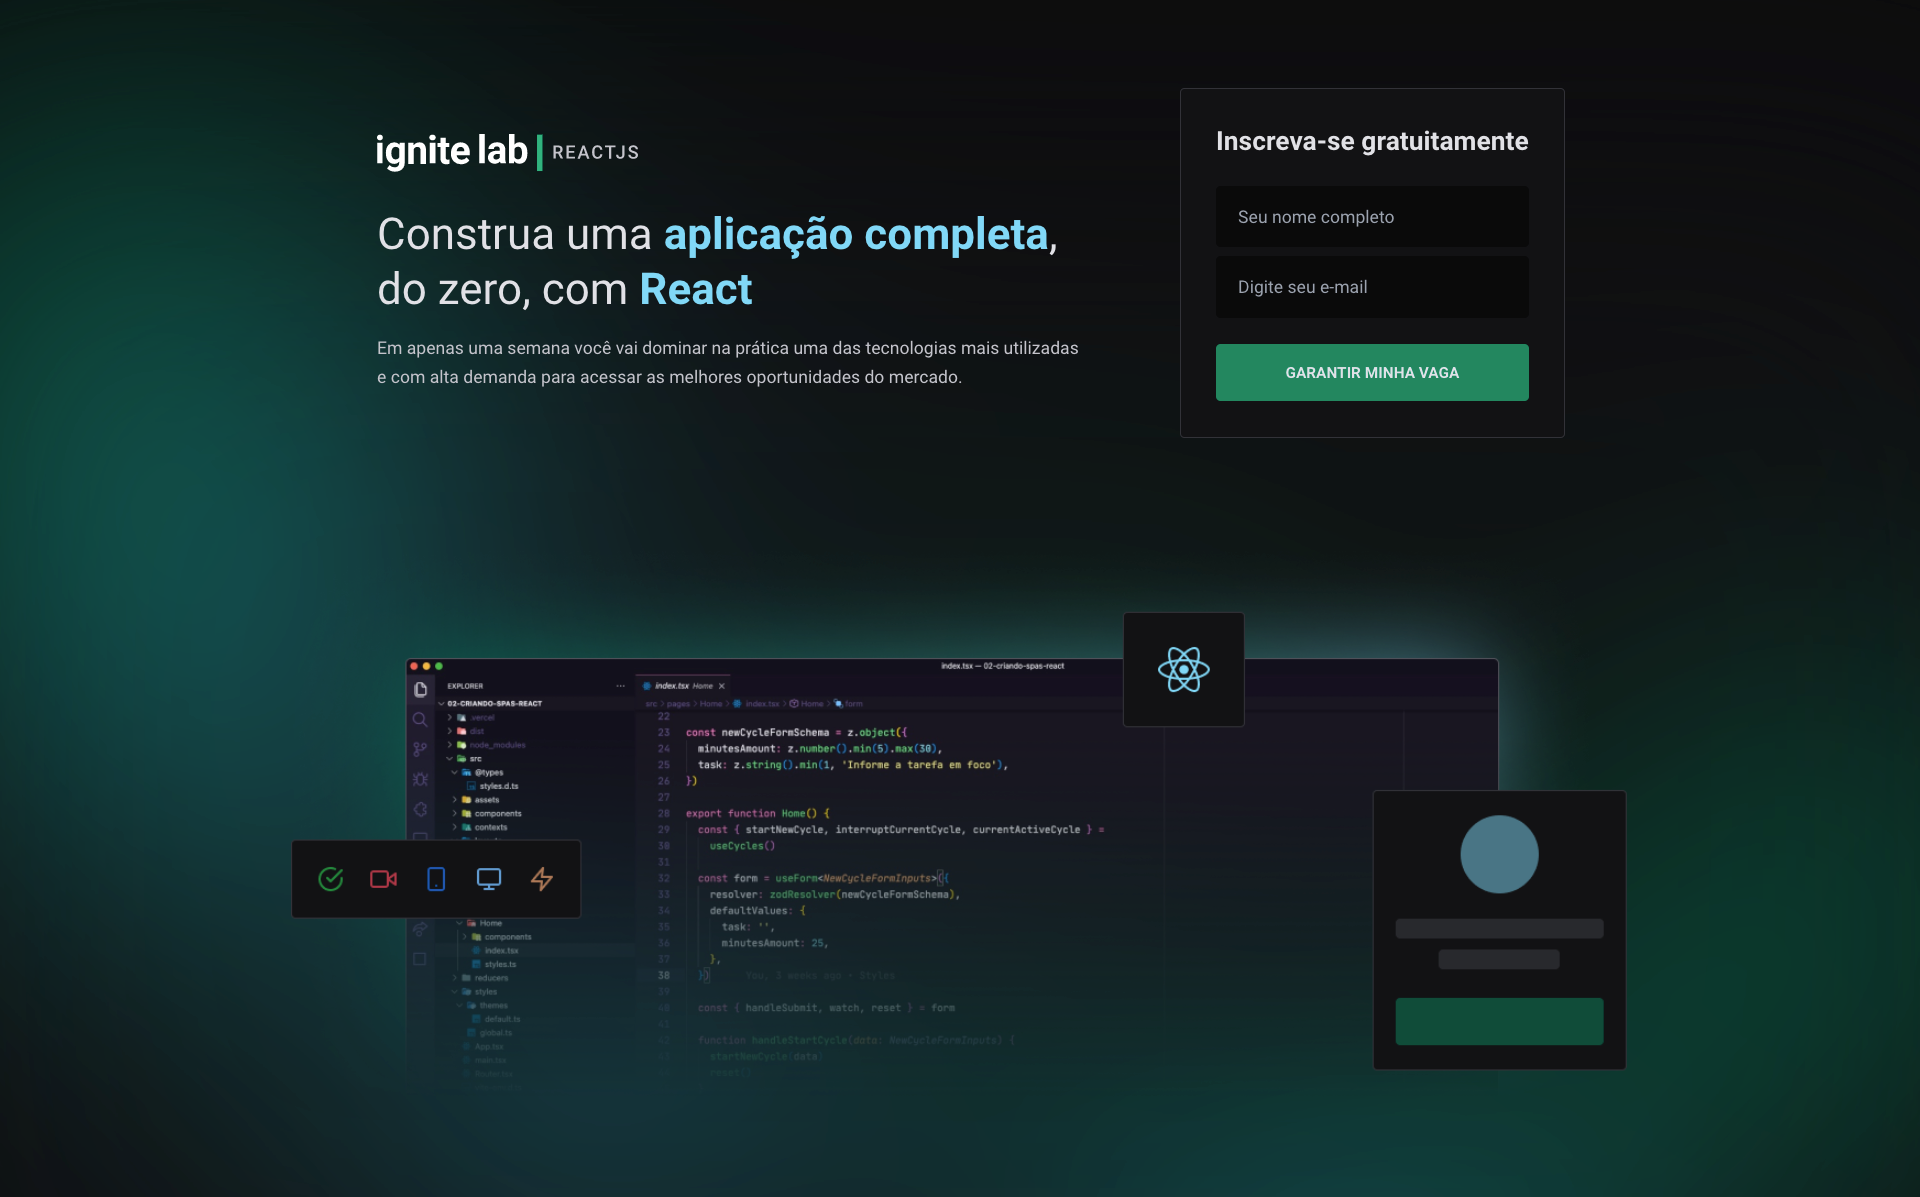 ignite lab | REACTJS
Construa uma aplicação completa,
do zero, com React
Em apenas uma semana você vai dominar na prática uma das tecnologias mais utilizadas
e com alta demanda para acessar as melhores oportunidades do mercado.
Inscreva-se gratuitamente
Seu nome completo
Digite seu e-mail
GARANTIR MINHA VAGA
index.tsx — 02-criando-spas-react
EXPLORER
02-CRIANDO-SPAS-REACT
.vercel
dist
node_modules
src
@types
styles.d.ts
assets
components
contexts
Home
components
index.tsx
styles.ts
reducers
styles
themes
default.ts
global.ts
App.tsx
main.tsx
Router.tsx
index.tsx Home
src > pages > Home > index.tsx > Home > form
22
23 const newCycleFormSchema = z.object({
24 minutesAmount: z.number().min(5).max(30),
25 task: z.string().min(1, 'Informe a tarefa em foco'),
26 })
27
28 export function Home() {
29 const { startNewCycle, interruptCurrentCycle, currentActiveCycle } =
30 useCycles()
31
32 const form = useForm<NewCycleFormInputs>({
33 resolver: zodResolver(newCycleFormSchema),
34 defaultValues: {
35 task: '',
36 minutesAmount: 25,
37 },
38 }) You, 3 weeks ago • Styles
39
40 const { handleSubmit, watch, reset } = form
41
42 function handleStartCycle(data: NewCycleFormInputs) {
43 startNewCycle(data)
reset()